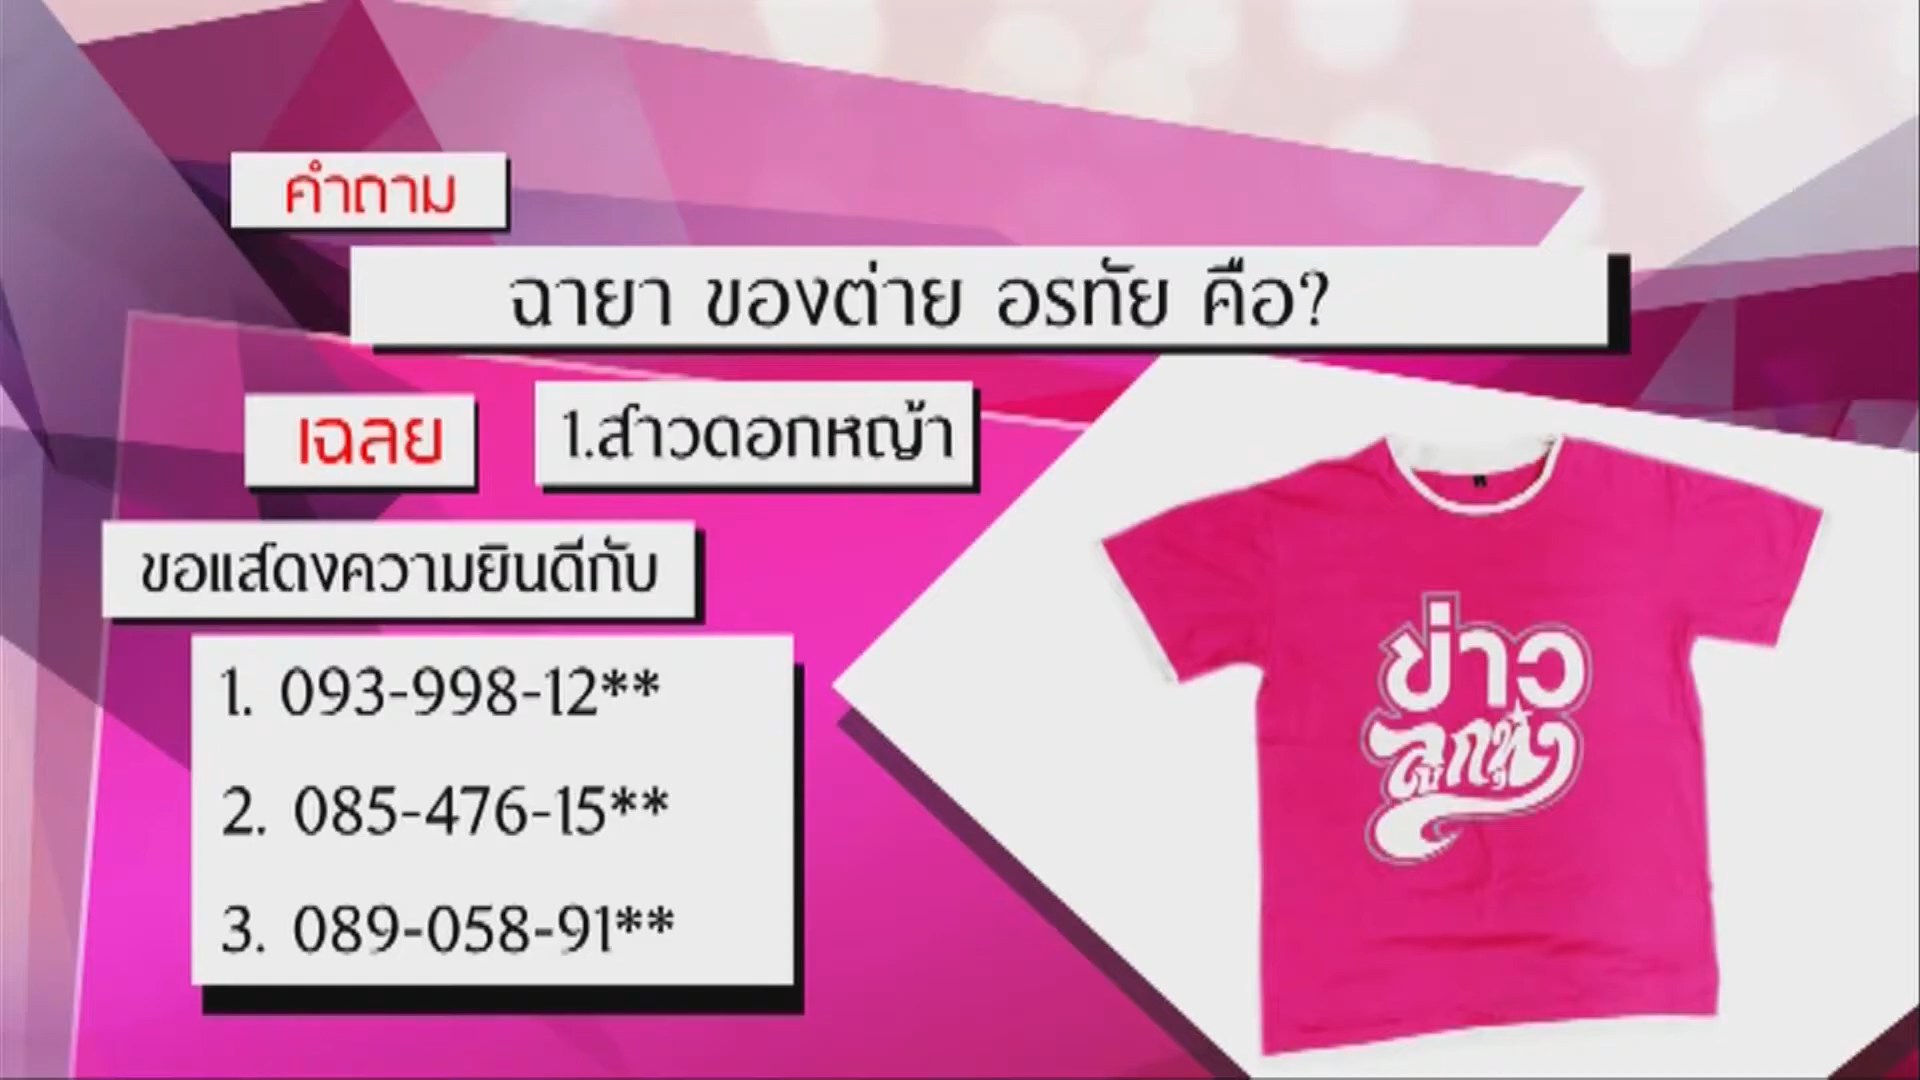 คำถาม
ฉายา ของต่าย อรทัย คือ?
เฉลย
1.สาวดอกหญ้า
ขอแสดงความยินดีกับ
1. 093-998-12**
2. 085-476-15**
3. 089-058-91**
ข่าว
ลูกทุ่ง